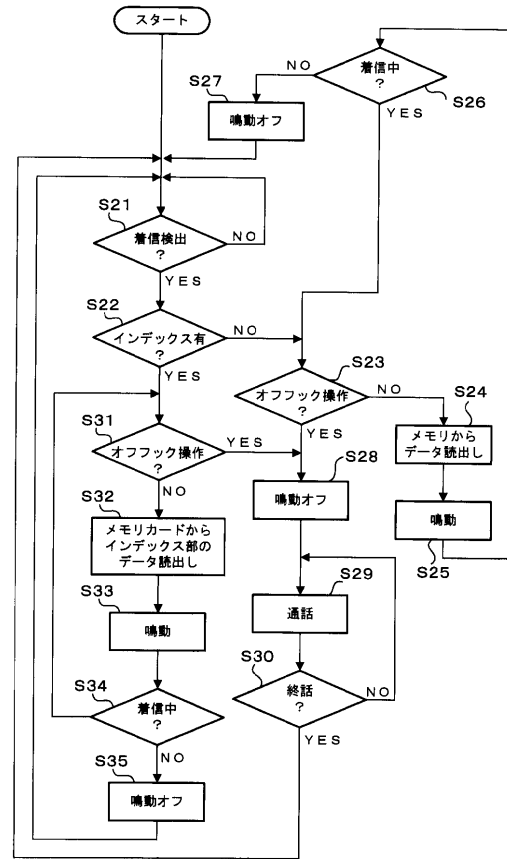 スタート
着信中
?
NO
S26
YES
S27
鳴動オフ
S21
着信検出
?
NO
YES
S22
インデックス有
?
NO
YES
S23
オフフック操作
?
NO
YES
S24
メモリから
データ読出し
鳴動
S25
S31
オフフック操作
?
YES
NO
S28
鳴動オフ
S32
メモリカードから
インデックス部の
データ読出し
S29
通話
S33
鳴動
S30
終話
?
NO
YES
S34
着信中
?
NO
S35
鳴動オフ